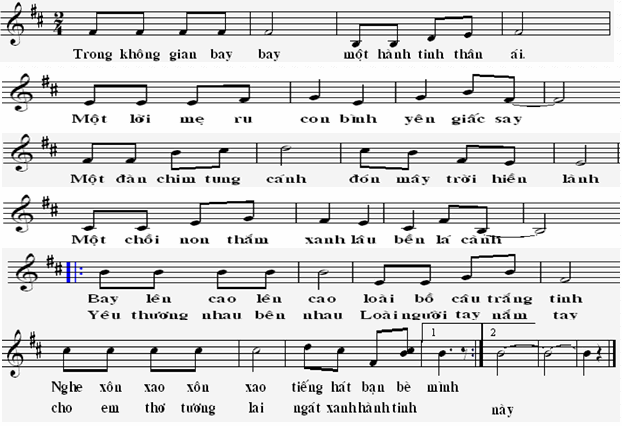 2
4
Trong không gian bay bay một hành tinh thân ái.
Một lời mẹ ru con bình yên giấc say
Một đàn chim tung cánh đón mây trời hiền lành
Một chồi non thắm xanh lâu bền lá cành
Bay lên cao lên cao loài bồ câu trắng tinh
Yêu thương nhau bên nhau Loài người tay nắm tay
1 2
Nghe xôn xao xôn xao tiếng hát bạn bè mình
cho em thơ tương lai ngát xanh hành tinh này